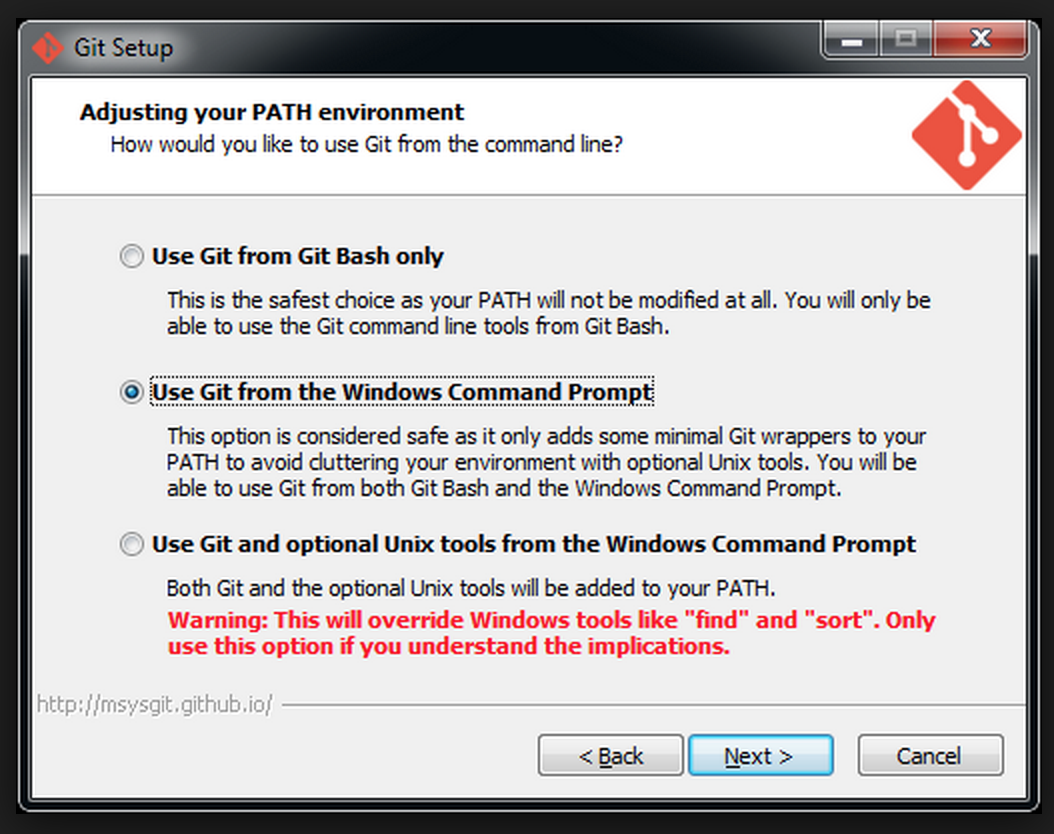 Git Setup
Adjusting your PATH environment
How would you like to use Git from the command line?
Use Git from Git Bash only
This is the safest choice as your PATH will not be modified at all. You will only be
able to use the Git command line tools from Git Bash.
Use Git from the Windows Command Prompt
This option is considered safe as it only adds some minimal Git wrappers to your
PATH to avoid cluttering your environment with optional Unix tools. You will be
able to use Git from both Git Bash and the Windows Command Prompt.
Use Git and optional Unix tools from the Windows Command Prompt
Both Git and the optional Unix tools will be added to your PATH.
Warning: This will override Windows tools like "find" and "sort". Only
use this option if you understand the implications.
http://msysgit.github.io/
< Back Next > Cancel